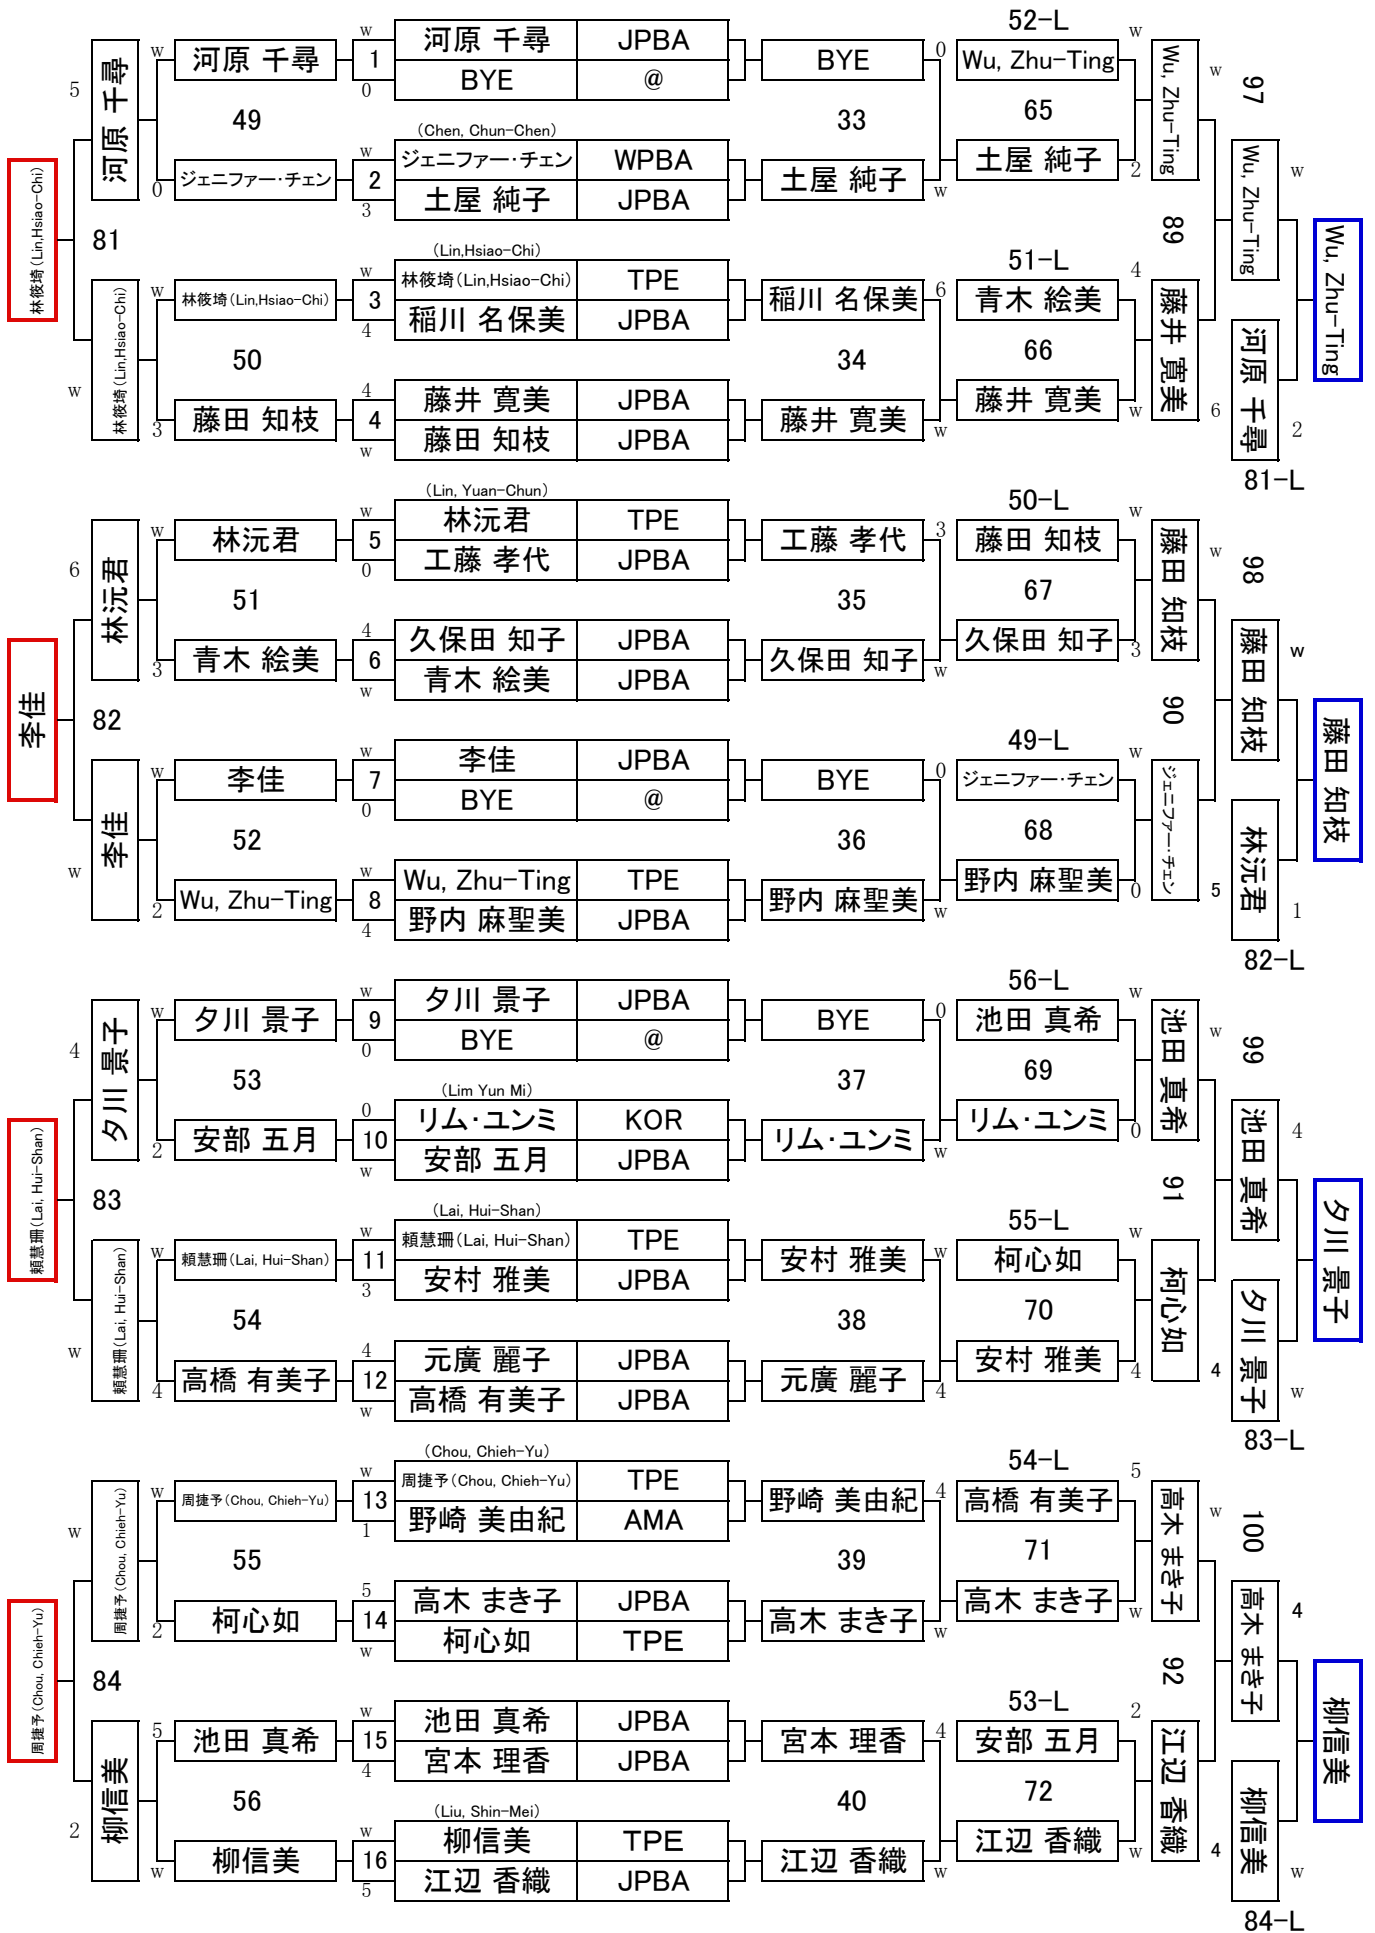 52-L
w 河原 千尋 w 河原 千尋 JPBA BYE 0 Wu, Zhu-Ting w
1
5 河原 千尋 0 BYE @ Wu, Zhu-Ting w 97
49 33 65
(Chen, Chun-Chen)
w ジェニファー・チェン WPBA
0 ジェニファー・チェン 2 土屋 純子 w 土屋 純子 2 Wu, Zhu-Ting w
3 土屋 純子 JPBA
林筱埼(Lin,Hsiao-Chi) 81 89 Wu, Zhu-Ting
(Lin,Hsiao-Chi) 51-L
w 林筱埼(Lin,Hsiao-Chi) w 林筱埼(Lin,Hsiao-Chi) TPE 稲川 名保美 6 青木 絵美 4
3
4 稲川 名保美 JPBA
林筱埼(Lin,Hsiao-Chi) 50 34 66 藤井 寛美 河原 千尋
w 4 藤井 寛美 JPBA 6 2
3 藤田 知枝 4 藤井 寛美 w 藤井 寛美 w
w 藤田 知枝 JPBA
81-L
(Lin, Yuan-Chun) 50-L
w 林沅君 w 林沅君 TPE 工藤 孝代 3 藤田 知枝 w
5
6 林沅君 0 工藤 孝代 JPBA 藤田 知枝 w 98
51 35 67
4 久保田 知子 JPBA
3 青木 絵美 6 久保田 知子 w 久保田 知子 3 藤田 知枝 w
w 青木 絵美 JPBA
李佳 82 90 藤田 知枝
49-L
w 李佳 w 李佳 JPBA BYE 0 ジェニファー・チェン w
7
0 BYE @
李佳 52 36 68 ジェニファー・チェン 林沅君
w w Wu, Zhu-Ting TPE 5 1
2 Wu, Zhu-Ting 8 野内 麻聖美 w 野内 麻聖美 0
4 野内 麻聖美 JPBA
82-L
56-L
w 夕川 景子 w 夕川 景子 JPBA BYE 0 池田 真希 w
9
4 夕川 景子 0 BYE @ 池田 真希 w 99
53 37 69
(Lim Yun Mi)
0 リム・ユンミ KOR
2 安部 五月 10 リム・ユンミ w リム・ユンミ 0 池田 真希 4
w 安部 五月 JPBA
頼慧珊(Lai, Hui-Shan) 83 91 夕川 景子
(Lai, Hui-Shan) 55-L
w 頼慧珊(Lai, Hui-Shan) w 頼慧珊(Lai, Hui-Shan) TPE 安村 雅美 w 柯心如 w
11
3 安村 雅美 JPBA
頼慧珊(Lai, Hui-Shan) 54 38 70 柯心如 夕川 景子
w 4 元廣 麗子 JPBA 4 w
4 高橋 有美子 12 元廣 麗子 4 安村 雅美 4
w 高橋 有美子 JPBA
83-L
(Chou, Chieh-Yu) 54-L
w 周捷予(Chou, Chieh-Yu) w 周捷予(Chou, Chieh-Yu) TPE 野崎 美由紀 4 高橋 有美子 5
13
w 周捷予(Chou, Chieh-Yu) 1 野崎 美由紀 AMA 高木 まき子 w 100
55 39 71
5 高木 まき子 JPBA
2 柯心如 14 高木 まき子 w 高木 まき子 w 高木 まき子 4
w 柯心如 TPE
周捷予(Chou, Chieh-Yu) 84 92 柳信美
53-L
5 池田 真希 w 池田 真希 JPBA 宮本 理香 4 安部 五月 2
15
4 宮本 理香 JPBA
柳信美 56 40 72 江辺 香織 柳信美
(Liu, Shin-Mei)
2 w 柳信美 TPE 4 w
w 柳信美 16 江辺 香織 w 江辺 香織 w
5 江辺 香織 JPBA
84-L